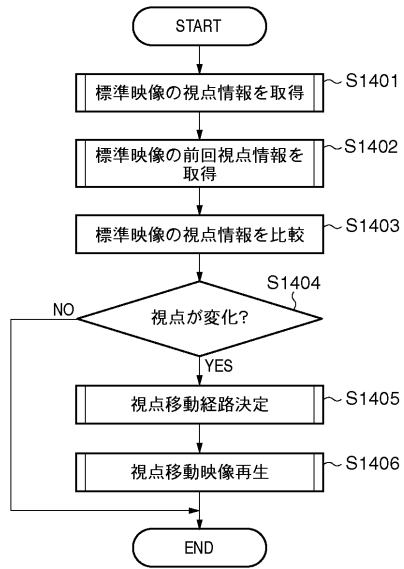 START
標準映像の視点情報を取得
S1401
標準映像の前回視点情報を
取得
S1402
標準映像の視点情報を比較
S1403
S1404
視点が変化?
NO
YES
視点移動経路決定
S1405
視点移動映像再生
S1406
END